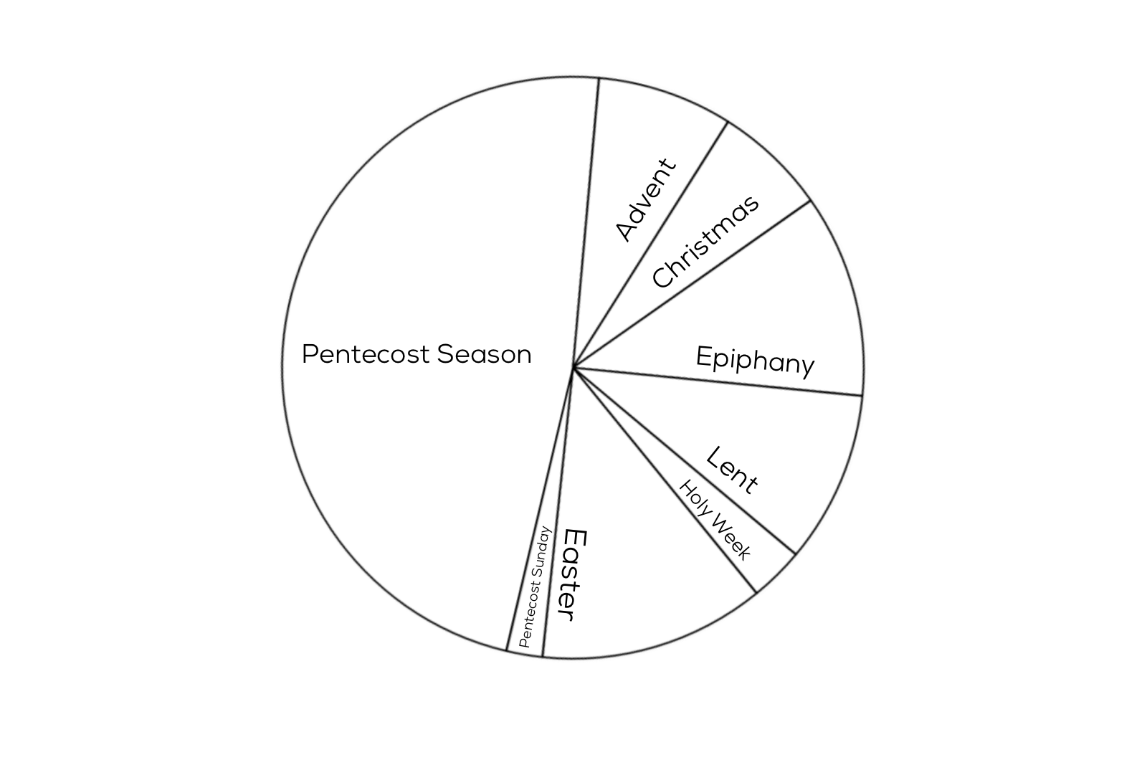 Advent
Christmas
Epiphany
Lent
Holy Week
Easter
Pentecost Sunday
Pentecost Season